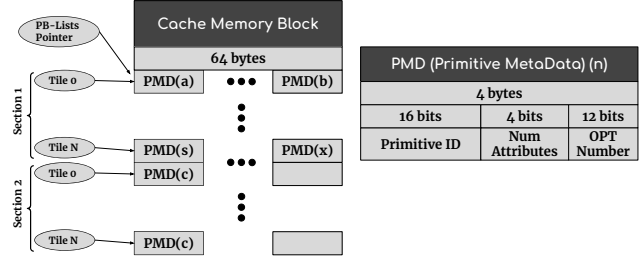 PB-Lists
Pointer
Cache Memory Block
64 bytes
Section 1
Tile 0
PMD(a)
PMD(b)
Tile N
PMD(s)
PMD(x)
Section 2
Tile 0
PMD(c)
Tile N
PMD(c)
PMD (Primitive MetaData) (n)
4 bytes
16 bits
4 bits
12 bits
Primitive ID
Num
Attributes
OPT
Number